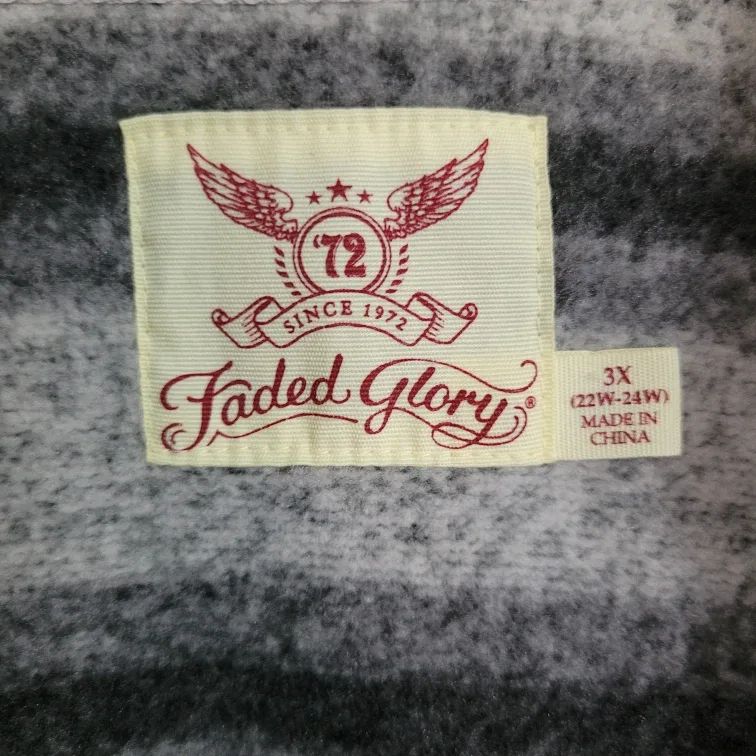 '72
SINCE 1972
Faded Glory®
3X
(22W-24W)
MADE IN
CHINA